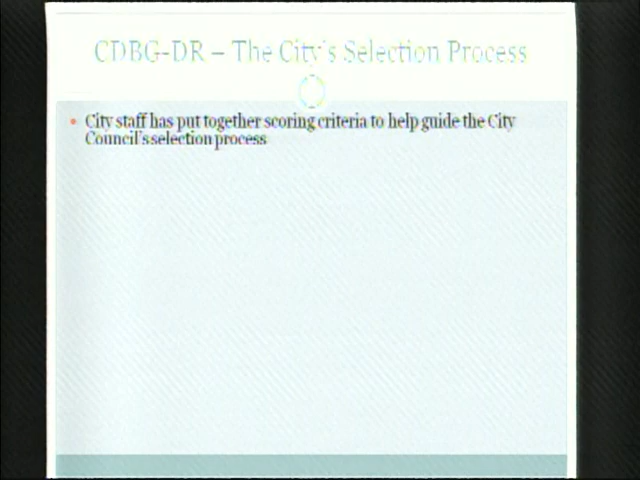 CDBG-DR – The City's Selection Process
• City staff has put together scoring criteria to help guide the City
Council's selection process